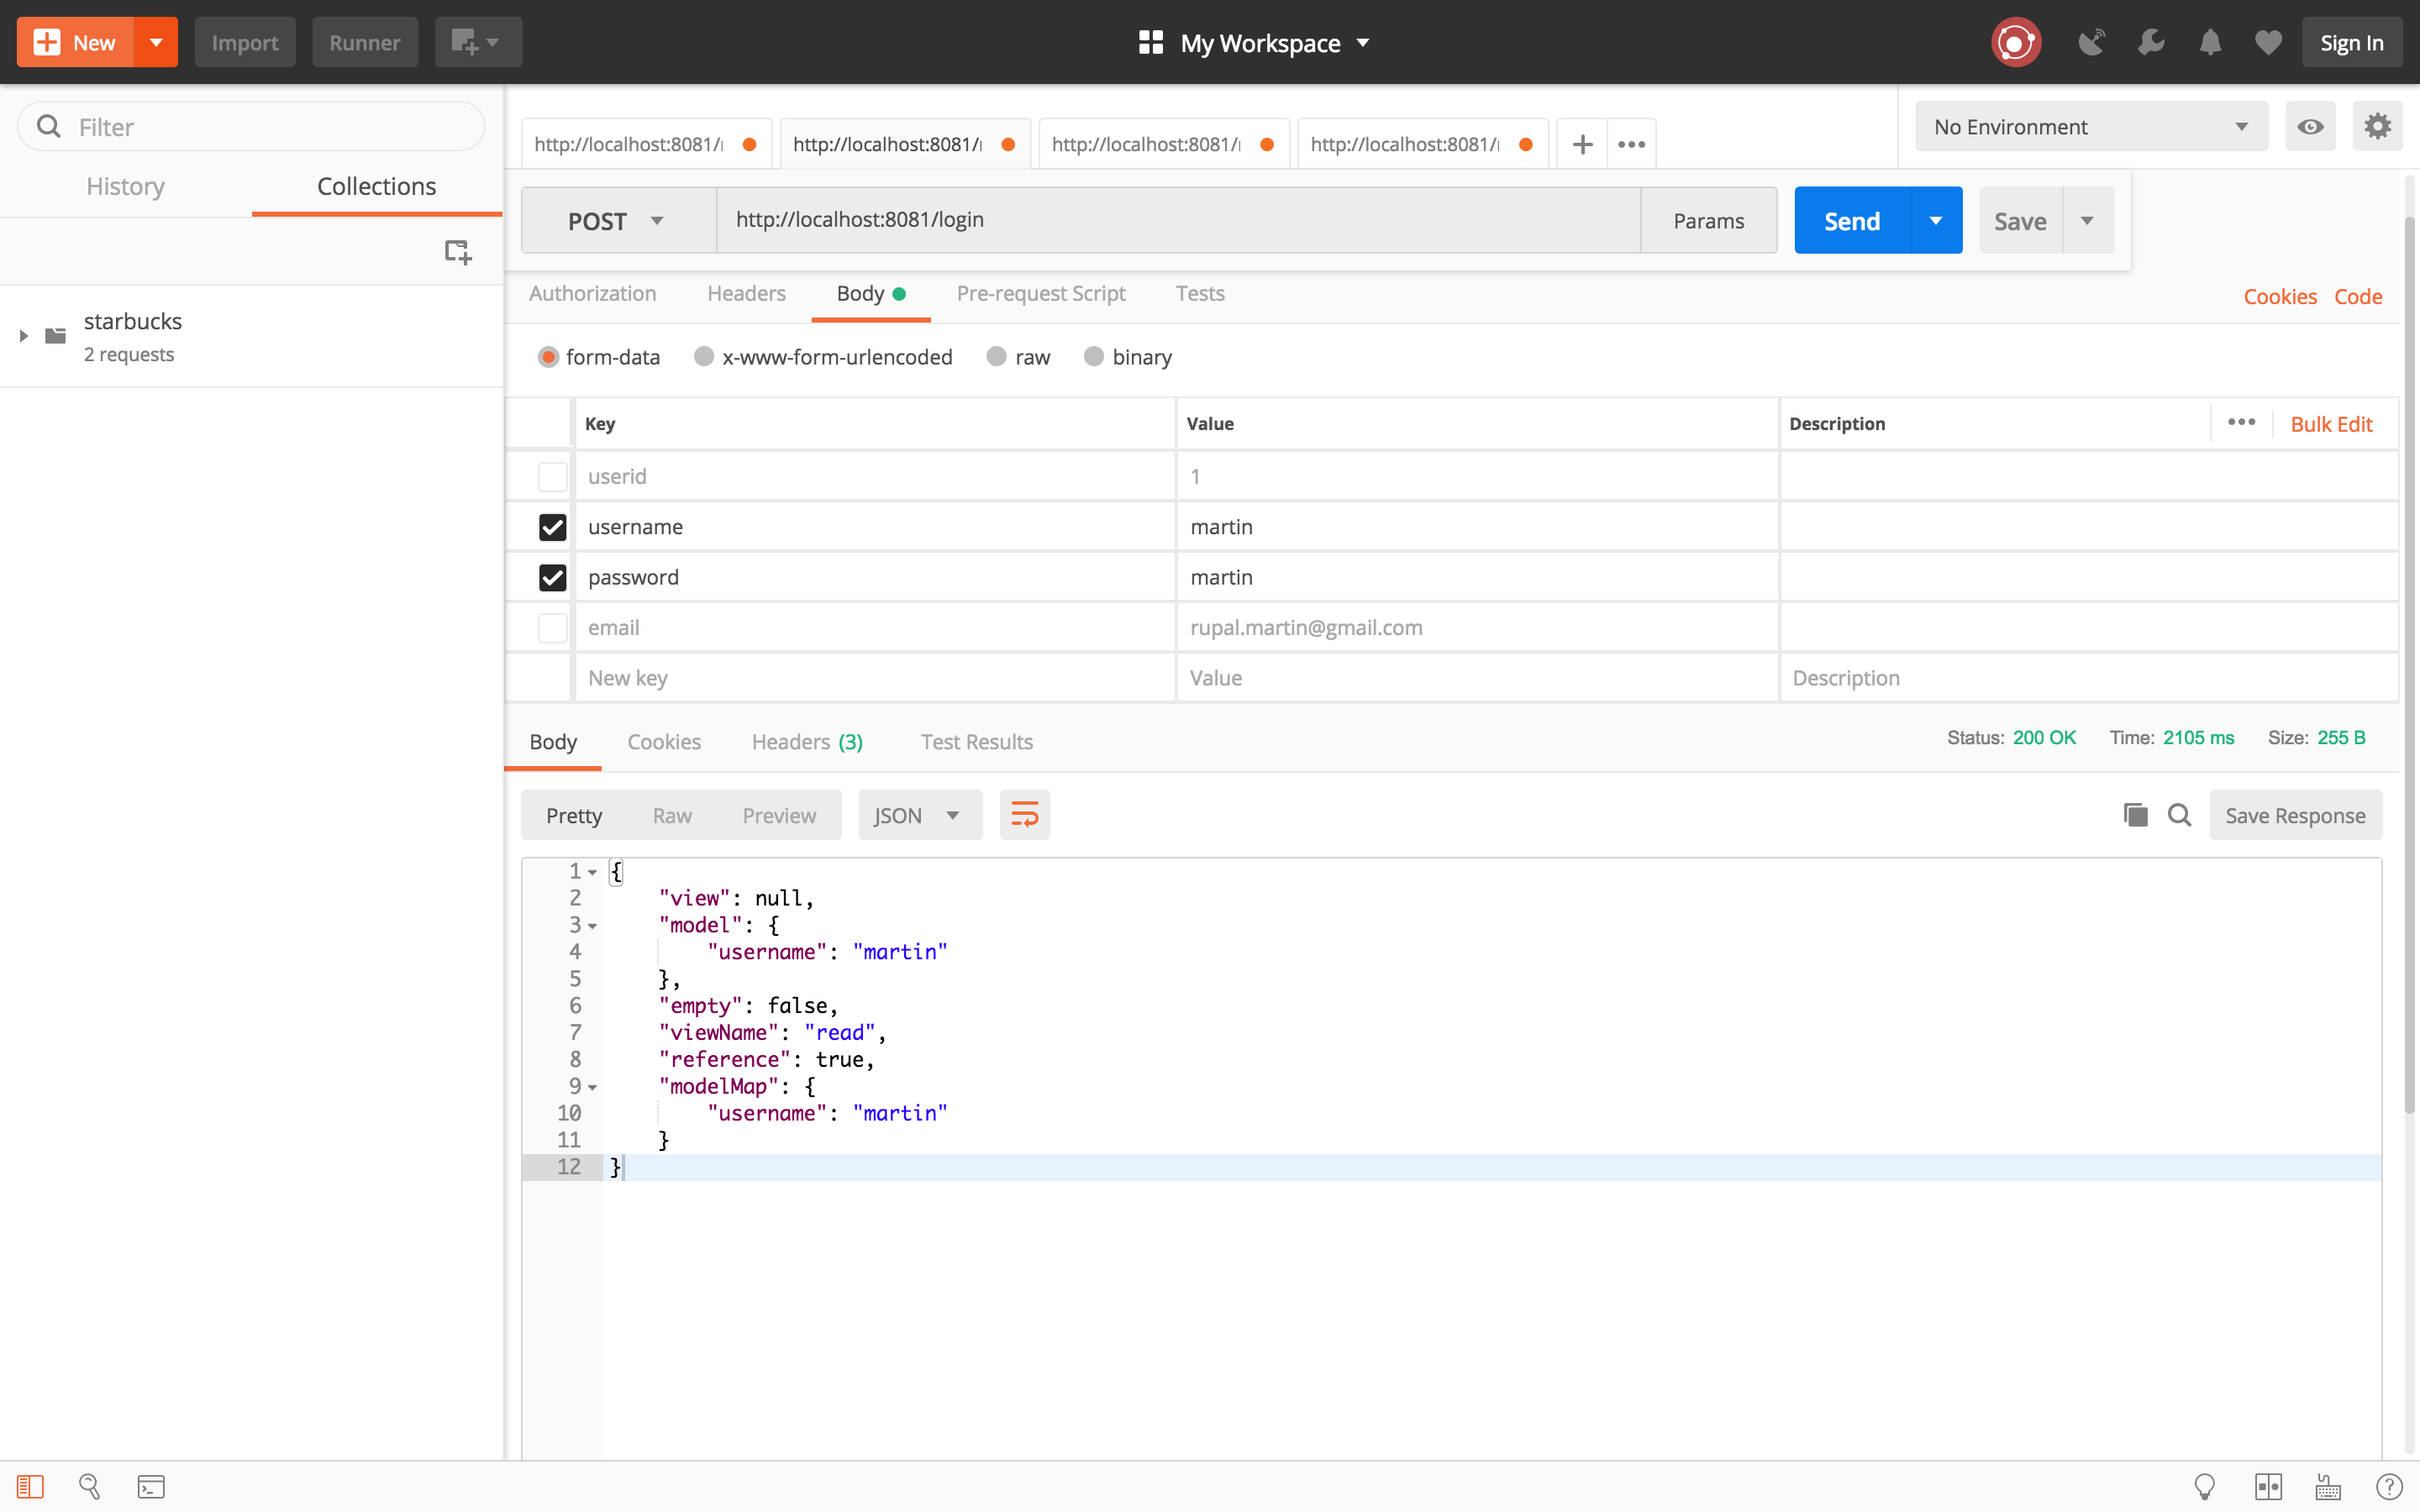 New
Import
Runner
My Workspace
Sign In
Filter
History
Collections
starbucks
2 requests
http://localhost:8081/
http://localhost:8081/
http://localhost:8081/
http://localhost:8081/
No Environment
POST
http://localhost:8081/login
Params
Send
Save
Authorization
Headers
Body
Pre-request Script
Tests
Cookies
Code
form-data
x-www-form-urlencoded
raw
binary
Key
Value
Description
Bulk Edit
userid
1
username
martin
password
martin
email
rupal.martin@gmail.com
New key
Value
Description
Body
Cookies
Headers (3)
Test Results
Status: 200 OK
Time: 2105 ms
Size: 255 B
Pretty
Raw
Preview
JSON
Save Response
1 {
2 "view": null,
3 "model": {
4 "username": "martin"
5 },
6 "empty": false,
7 "viewName": "read",
8 "reference": true,
9 "modelMap": {
10 "username": "martin"
11 }
12 }